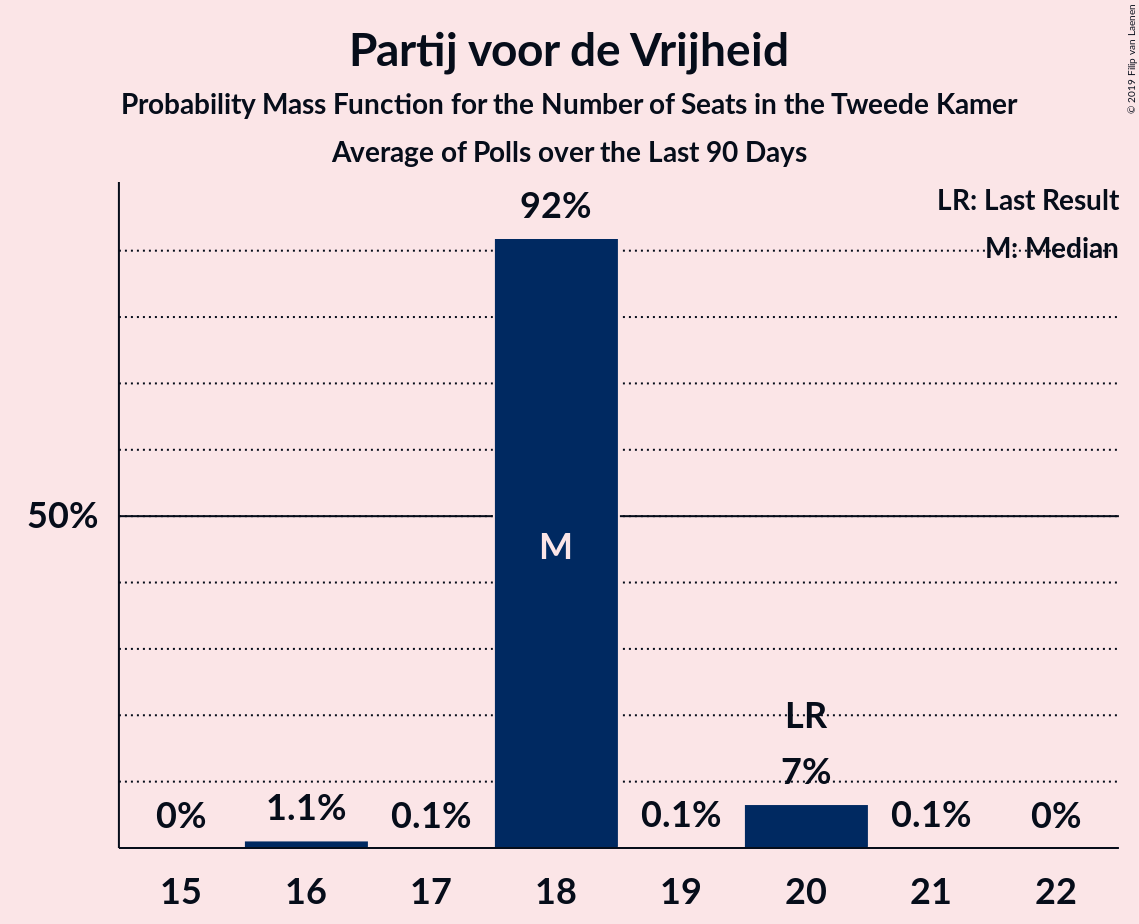 Partij voor de Vrijheid
Probability Mass Function for the Number of Seats in the Tweede Kamer
Average of Polls over the Last 90 Days
© 2019 Filip van Laenen
LR: Last Result
M: Median
92%
50%
M
LR
7%
0%
1.1%
0.1%
0.1%
0.1%
0%
15
16
17
18
19
20
21
22